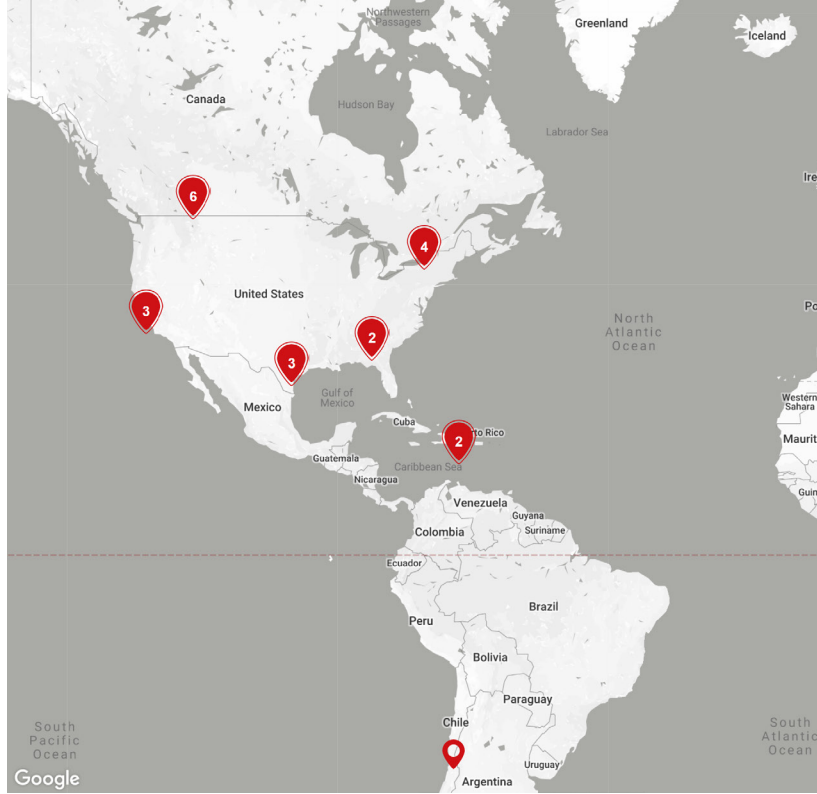 Northwestern
Passages
Greenland
Iceland
Canada
Hudson Bay
Labrador Sea
Ire
6
4
United States
3
North
Atlantic
Ocean
Po
2
3
Gulf of
Mexico
Western
Sahara
Mexico
Cuba
2
to Rico
Maurit
Guatemala
Caribbean Sea
Nicaragua
Guin
Venezuela
Guyana
Suriname
Colombia
Ecuador
Brazil
Peru
Bolivia
Paraguay
Chile
South
Pacific
Ocean
South
Atlantic
Ocean
Uruguay
Argentina
Google